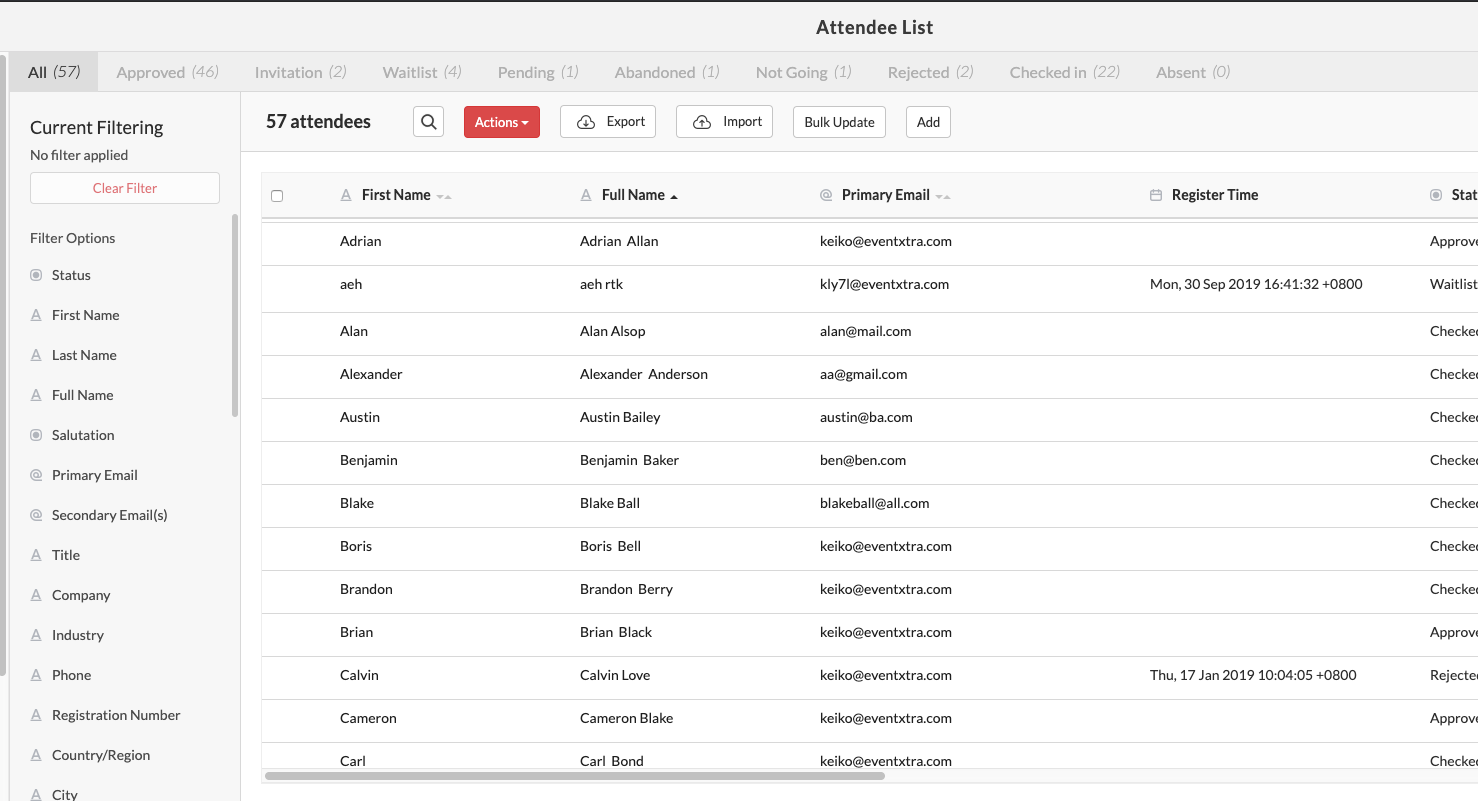 Attendee List
All (57) Approved (46) Invitation (2) Waitlist (4) Pending (1) Abandoned (1) Not Going (1) Rejected (2) Checked in (22) Absent (0)
Current Filtering
No filter applied
Clear Filter
Filter Options
Status
First Name
Last Name
Full Name
Salutation
Primary Email
Secondary Email(s)
Title
Company
Industry
Phone
Registration Number
Country/Region
City
57 attendees Actions Export Import Bulk Update Add
First Name Full Name Primary Email Register Time Stat
Adrian Adrian Allan keiko@eventxtra.com Approve
aeh aeh rtk kly7l@eventxtra.com Mon, 30 Sep 2019 16:41:32 +0800 Waitlist
Alan Alan Alsop alan@mail.com Checke
Alexander Alexander Anderson aa@gmail.com Checke
Austin Austin Bailey austin@ba.com Checke
Benjamin Benjamin Baker ben@ben.com Checke
Blake Blake Ball blakeball@all.com Checke
Boris Boris Bell keiko@eventxtra.com Checke
Brandon Brandon Berry keiko@eventxtra.com Checke
Brian Brian Black keiko@eventxtra.com Approve
Calvin Calvin Love keiko@eventxtra.com Thu, 17 Jan 2019 10:04:05 +0800 Rejecte
Cameron Cameron Blake keiko@eventxtra.com Approve
Carl Carl Bond keiko@eventxtra.com Checke